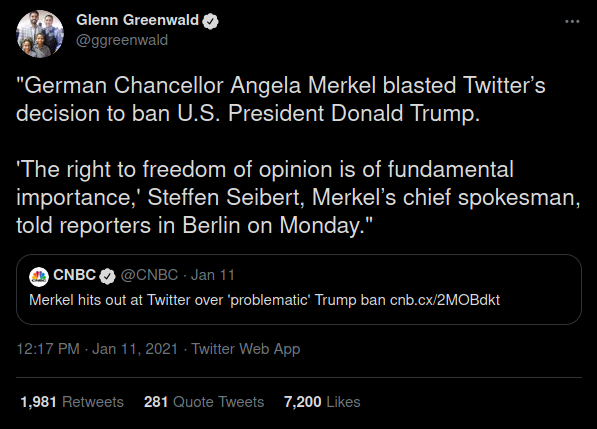 Glenn Greenwald
@ggreenwald
"German Chancellor Angela Merkel blasted Twitter’s
decision to ban U.S. President Donald Trump.
'The right to freedom of opinion is of fundamental
importance,' Steffen Seibert, Merkel’s chief spokesman,
told reporters in Berlin on Monday."
CNBC @CNBC · Jan 11
Merkel hits out at Twitter over 'problematic' Trump ban cnb.cx/2MOBdkt
12:17 PM · Jan 11, 2021 · Twitter Web App
1,981 Retweets 281 Quote Tweets 7,200 Likes